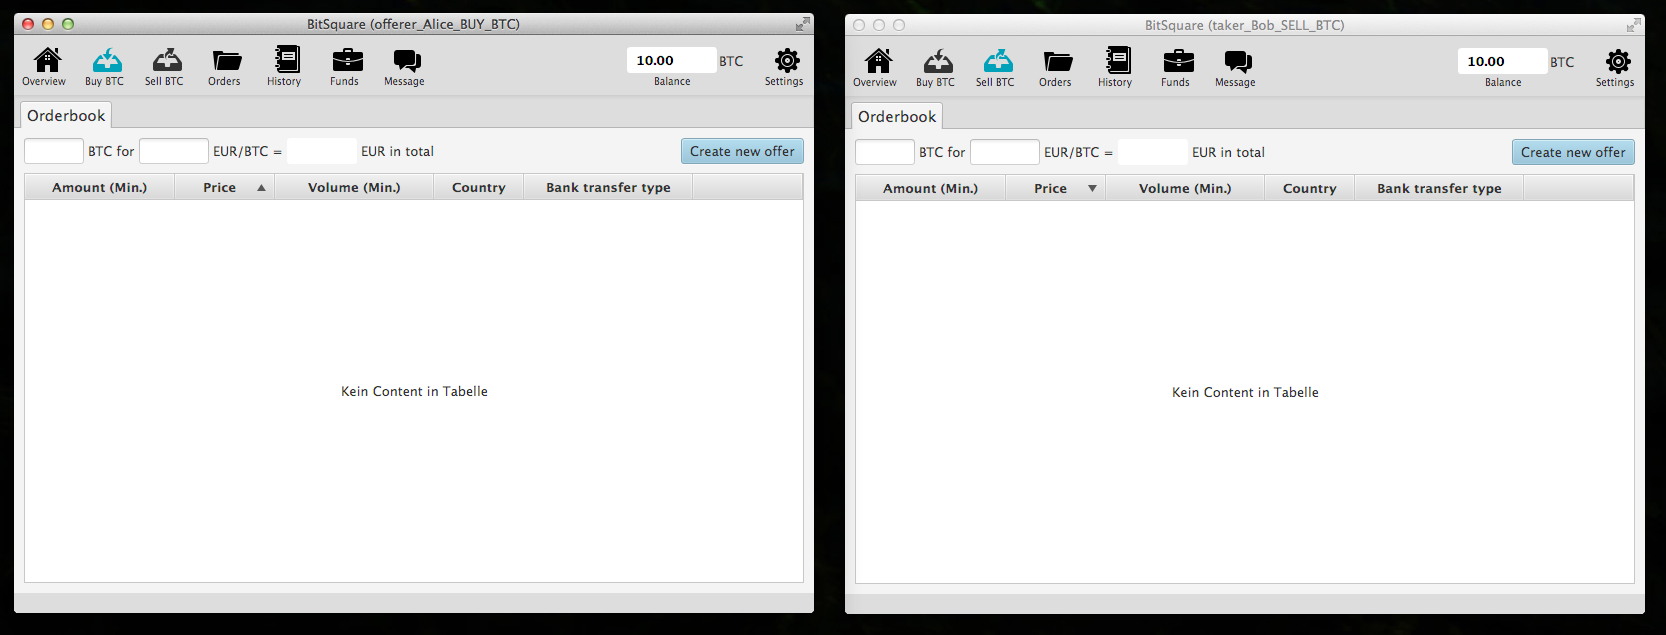 BitSquare (offerer_Alice_BUY_BTC)
Overview Buy BTC Sell BTC Orders History Funds Message
10.00 BTC
Balance
Settings
Orderbook
BTC for EUR/BTC = EUR in total Create new offer
Amount (Min.) Price Volume (Min.) Country Bank transfer type
Kein Content in Tabelle
BitSquare (taker_Bob_SELL_BTC)
Overview Buy BTC Sell BTC Orders History Funds Message
10.00 BTC
Balance
Settings
Orderbook
BTC for EUR/BTC = EUR in total Create new offer
Amount (Min.) Price Volume (Min.) Country Bank transfer type
Kein Content in Tabelle